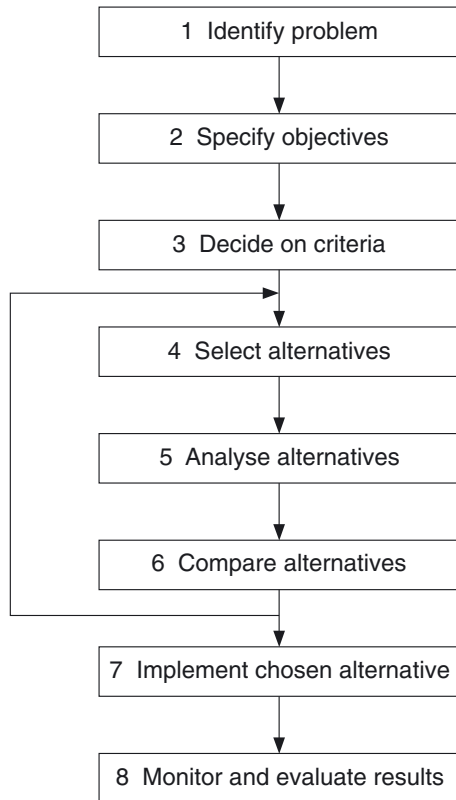 1 Identify problem
2 Specify objectives
3 Decide on criteria
4 Select alternatives
5 Analyse alternatives
6 Compare alternatives
7 Implement chosen alternative
8 Monitor and evaluate results